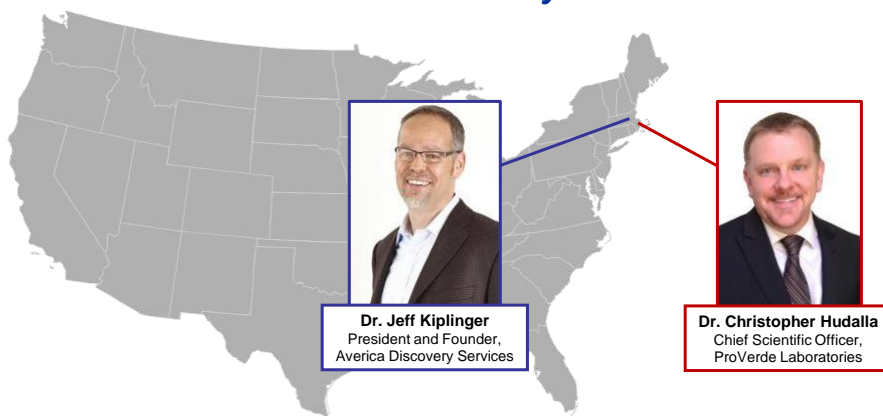 Dr. Jeff Kiplinger
President and Founder,
Averica Discovery Services
Dr. Christopher Hudalla
Chief Scientific Officer,
ProVerde Laboratories